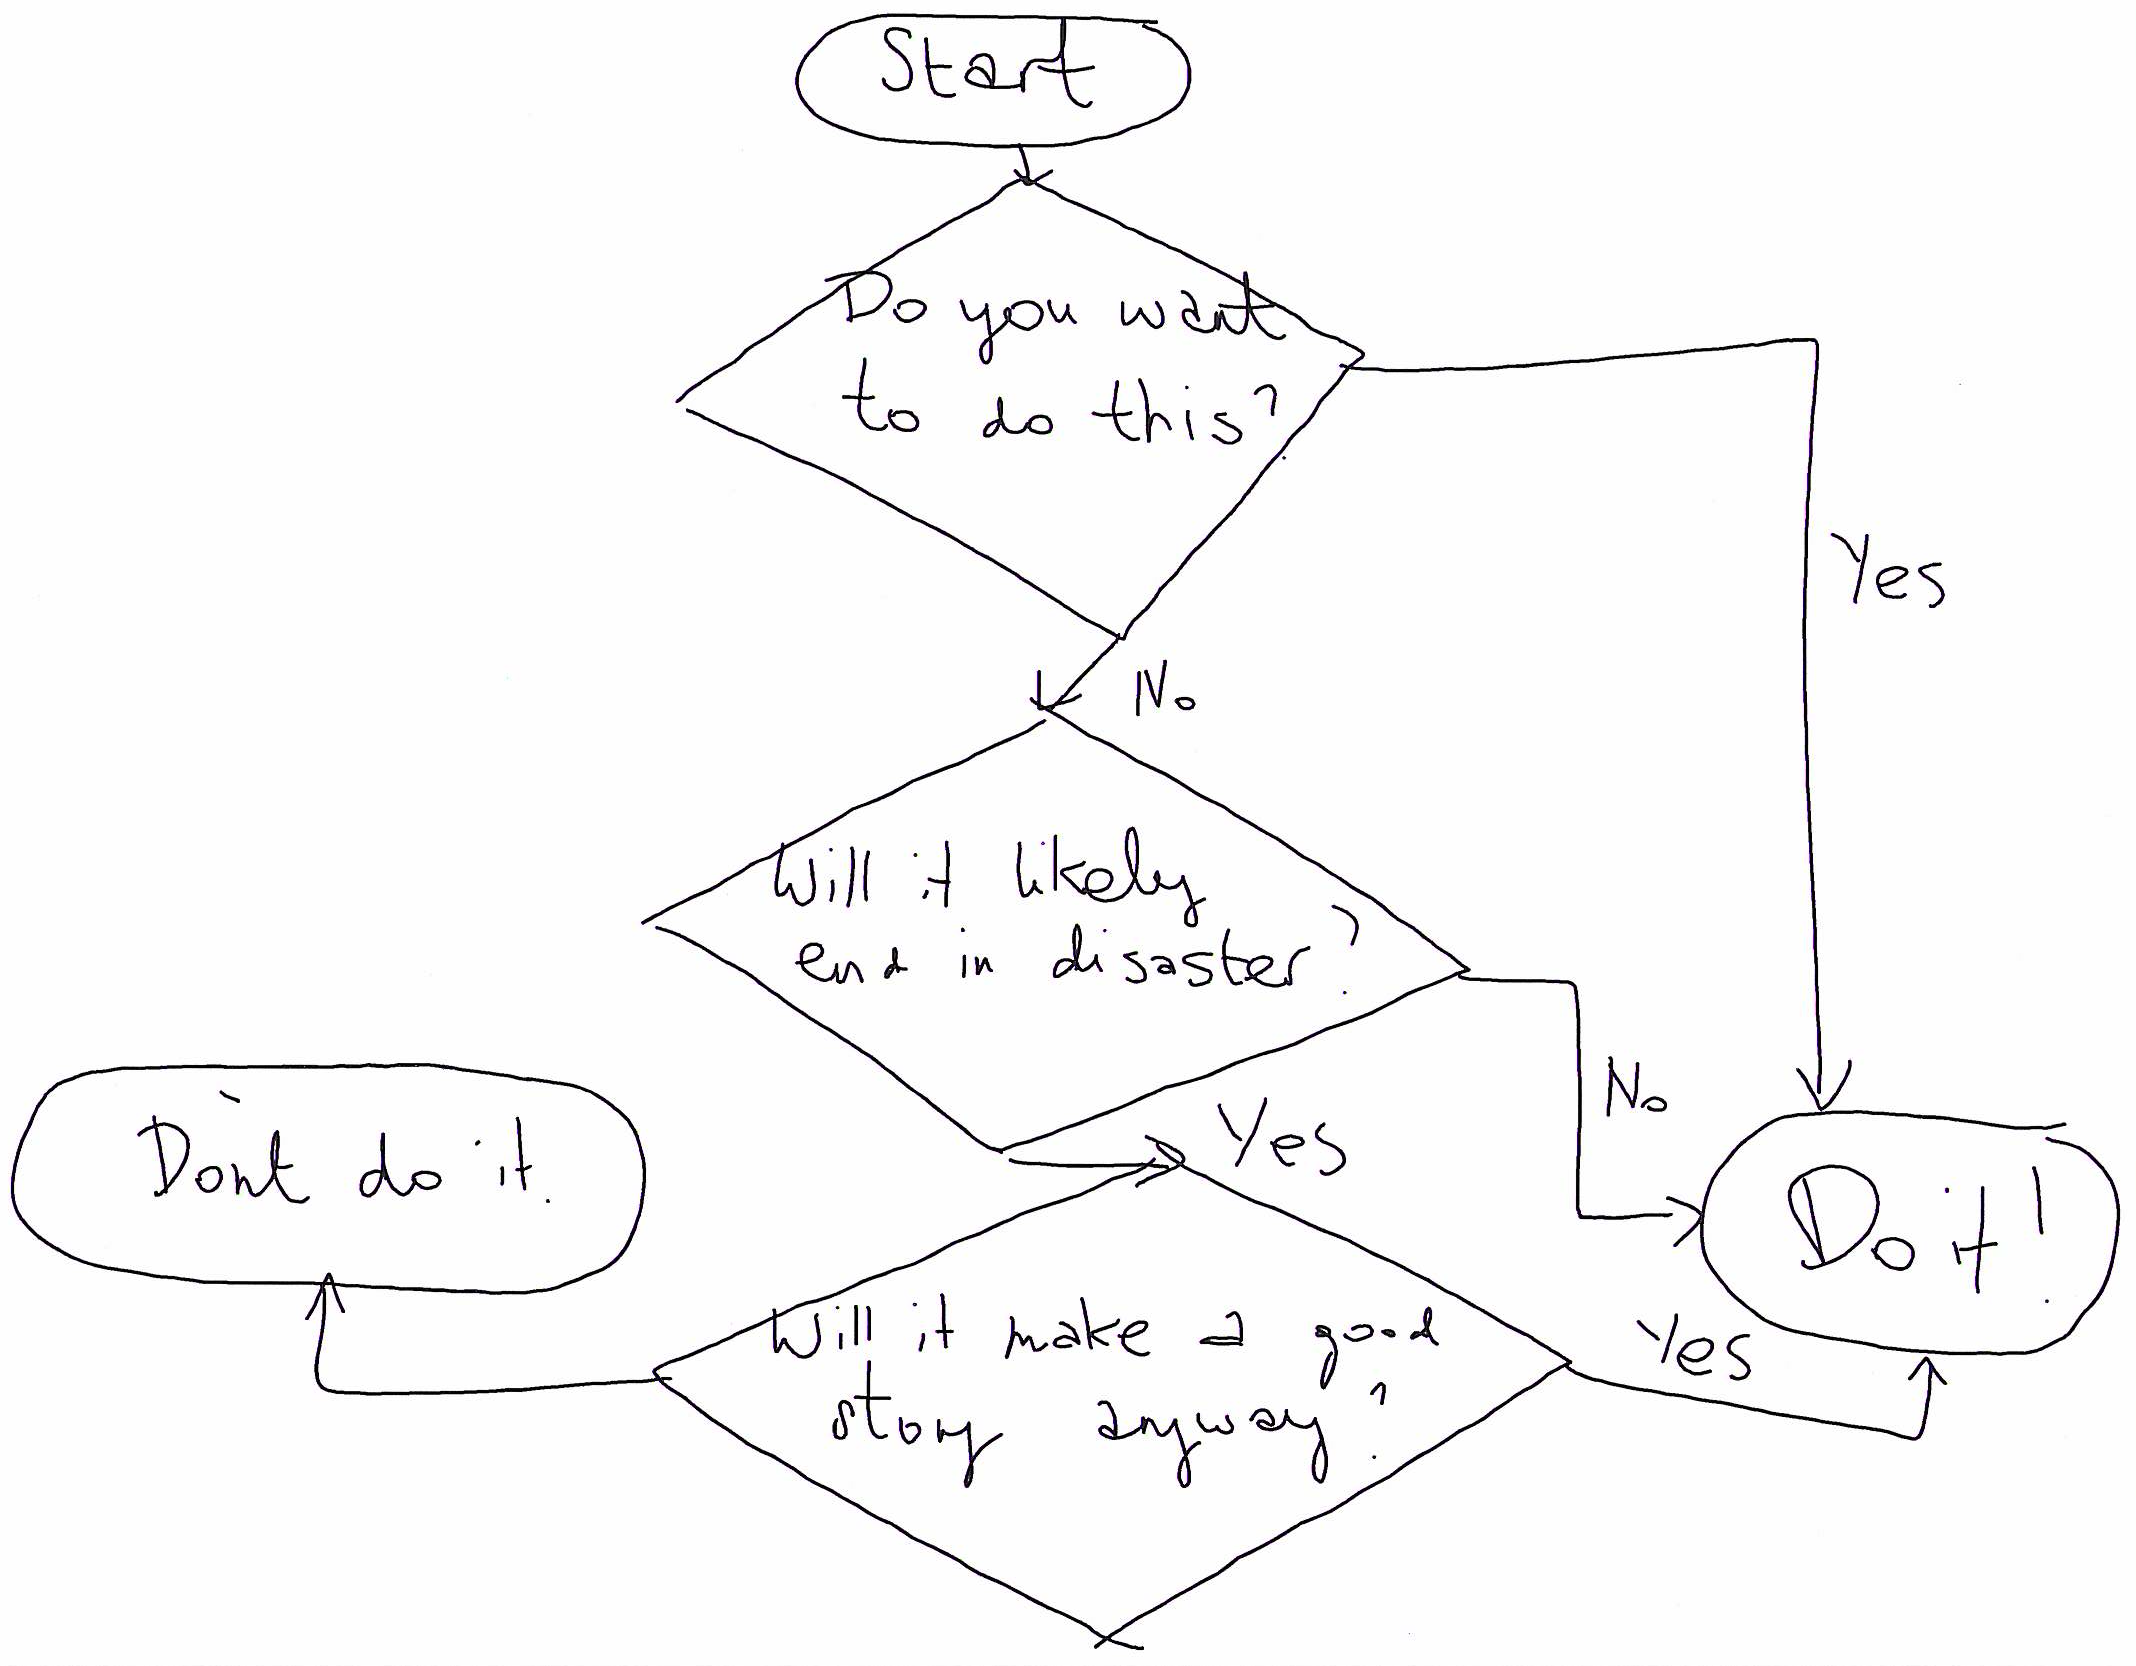 Start
Do you want
to do this?
Yes
No
Will it likely
end in disaster?
No
Yes
Don't do it.
Do it!
Will it make a good
story anyway?
Yes